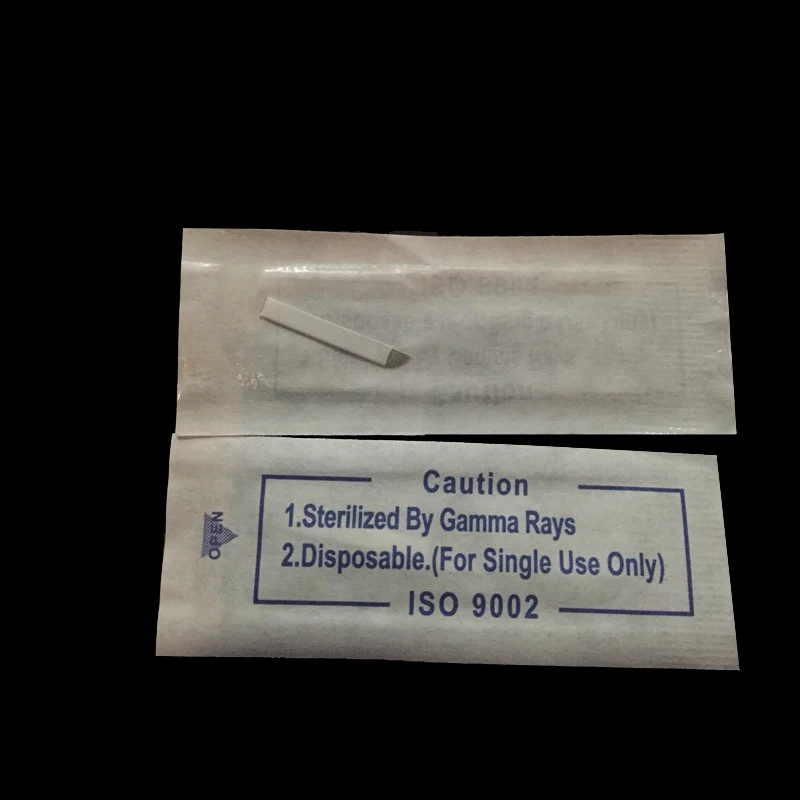 Caution
1.Sterilized By Gamma Rays
2.Disposable.(For Single Use Only)
ISO 9002
OPEN